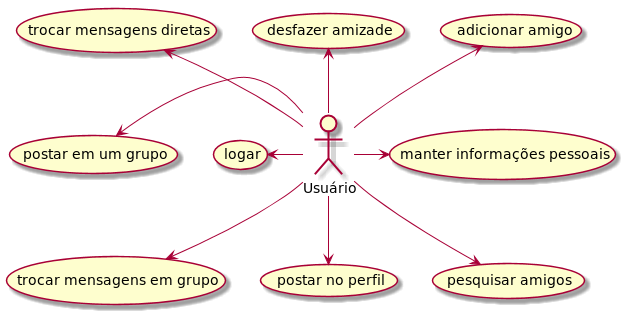 trocar mensagens diretas
desfazer amizade
adicionar amigo
postar em um grupo
logar
manter informações pessoais
Usuário
trocar mensagens em grupo
postar no perfil
pesquisar amigos